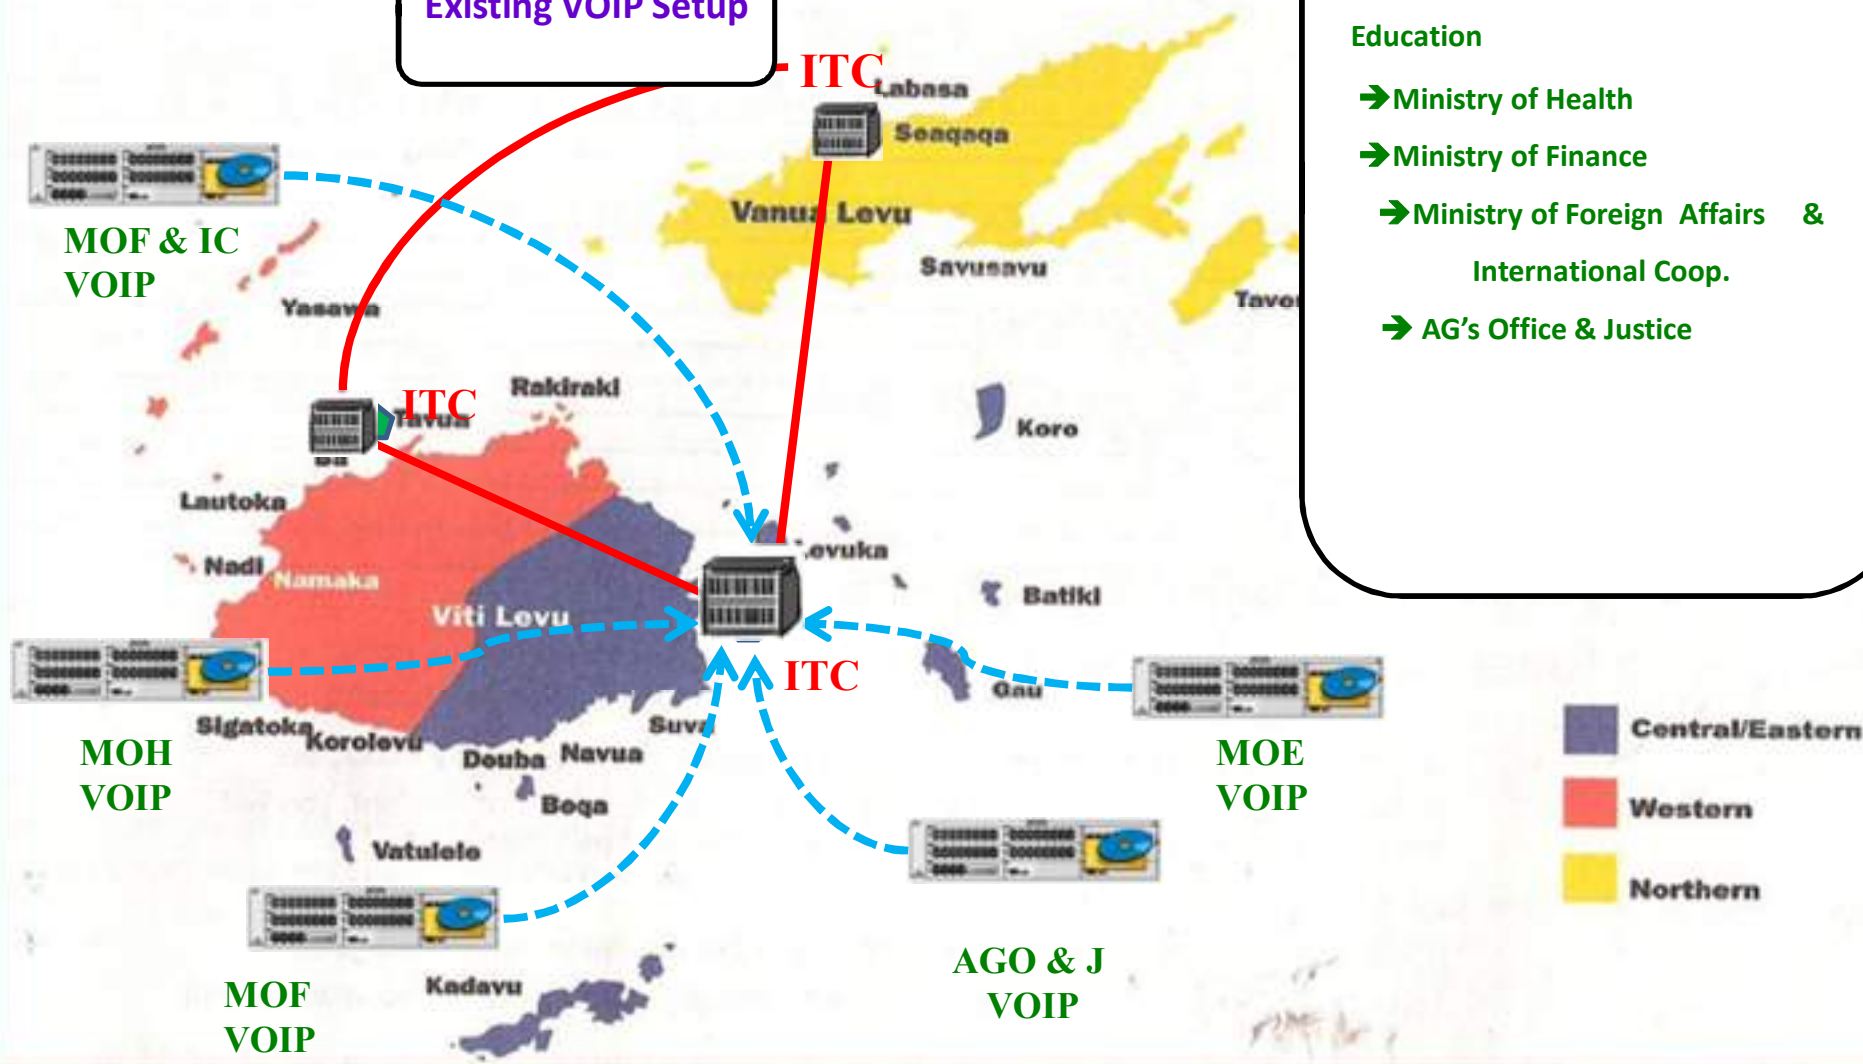 Existing VOIP Setup
Education
➔Ministry of Health
➔Ministry of Finance
➔Ministry of Foreign Affairs &
International Coop.
➔ AG's Office & Justice
ITC
Labasa
Seaqaqa
Vanua Levu
Savusavu
MOF & IC
VOIP
Yasawa
Rakiraki
ITC
Tavua
Koro
Lautoka
Nadi
Namaka
Viti Levu
Batiki
ITC
Gau
MOH
VOIP
Sigatoka
Korolevu
Deuba
Navua
Suva
Beqa
MOE
VOIP
Central/Eastern
Western
Northern
Vatulele
Kadavu
MOF
VOIP
AGO & J
VOIP